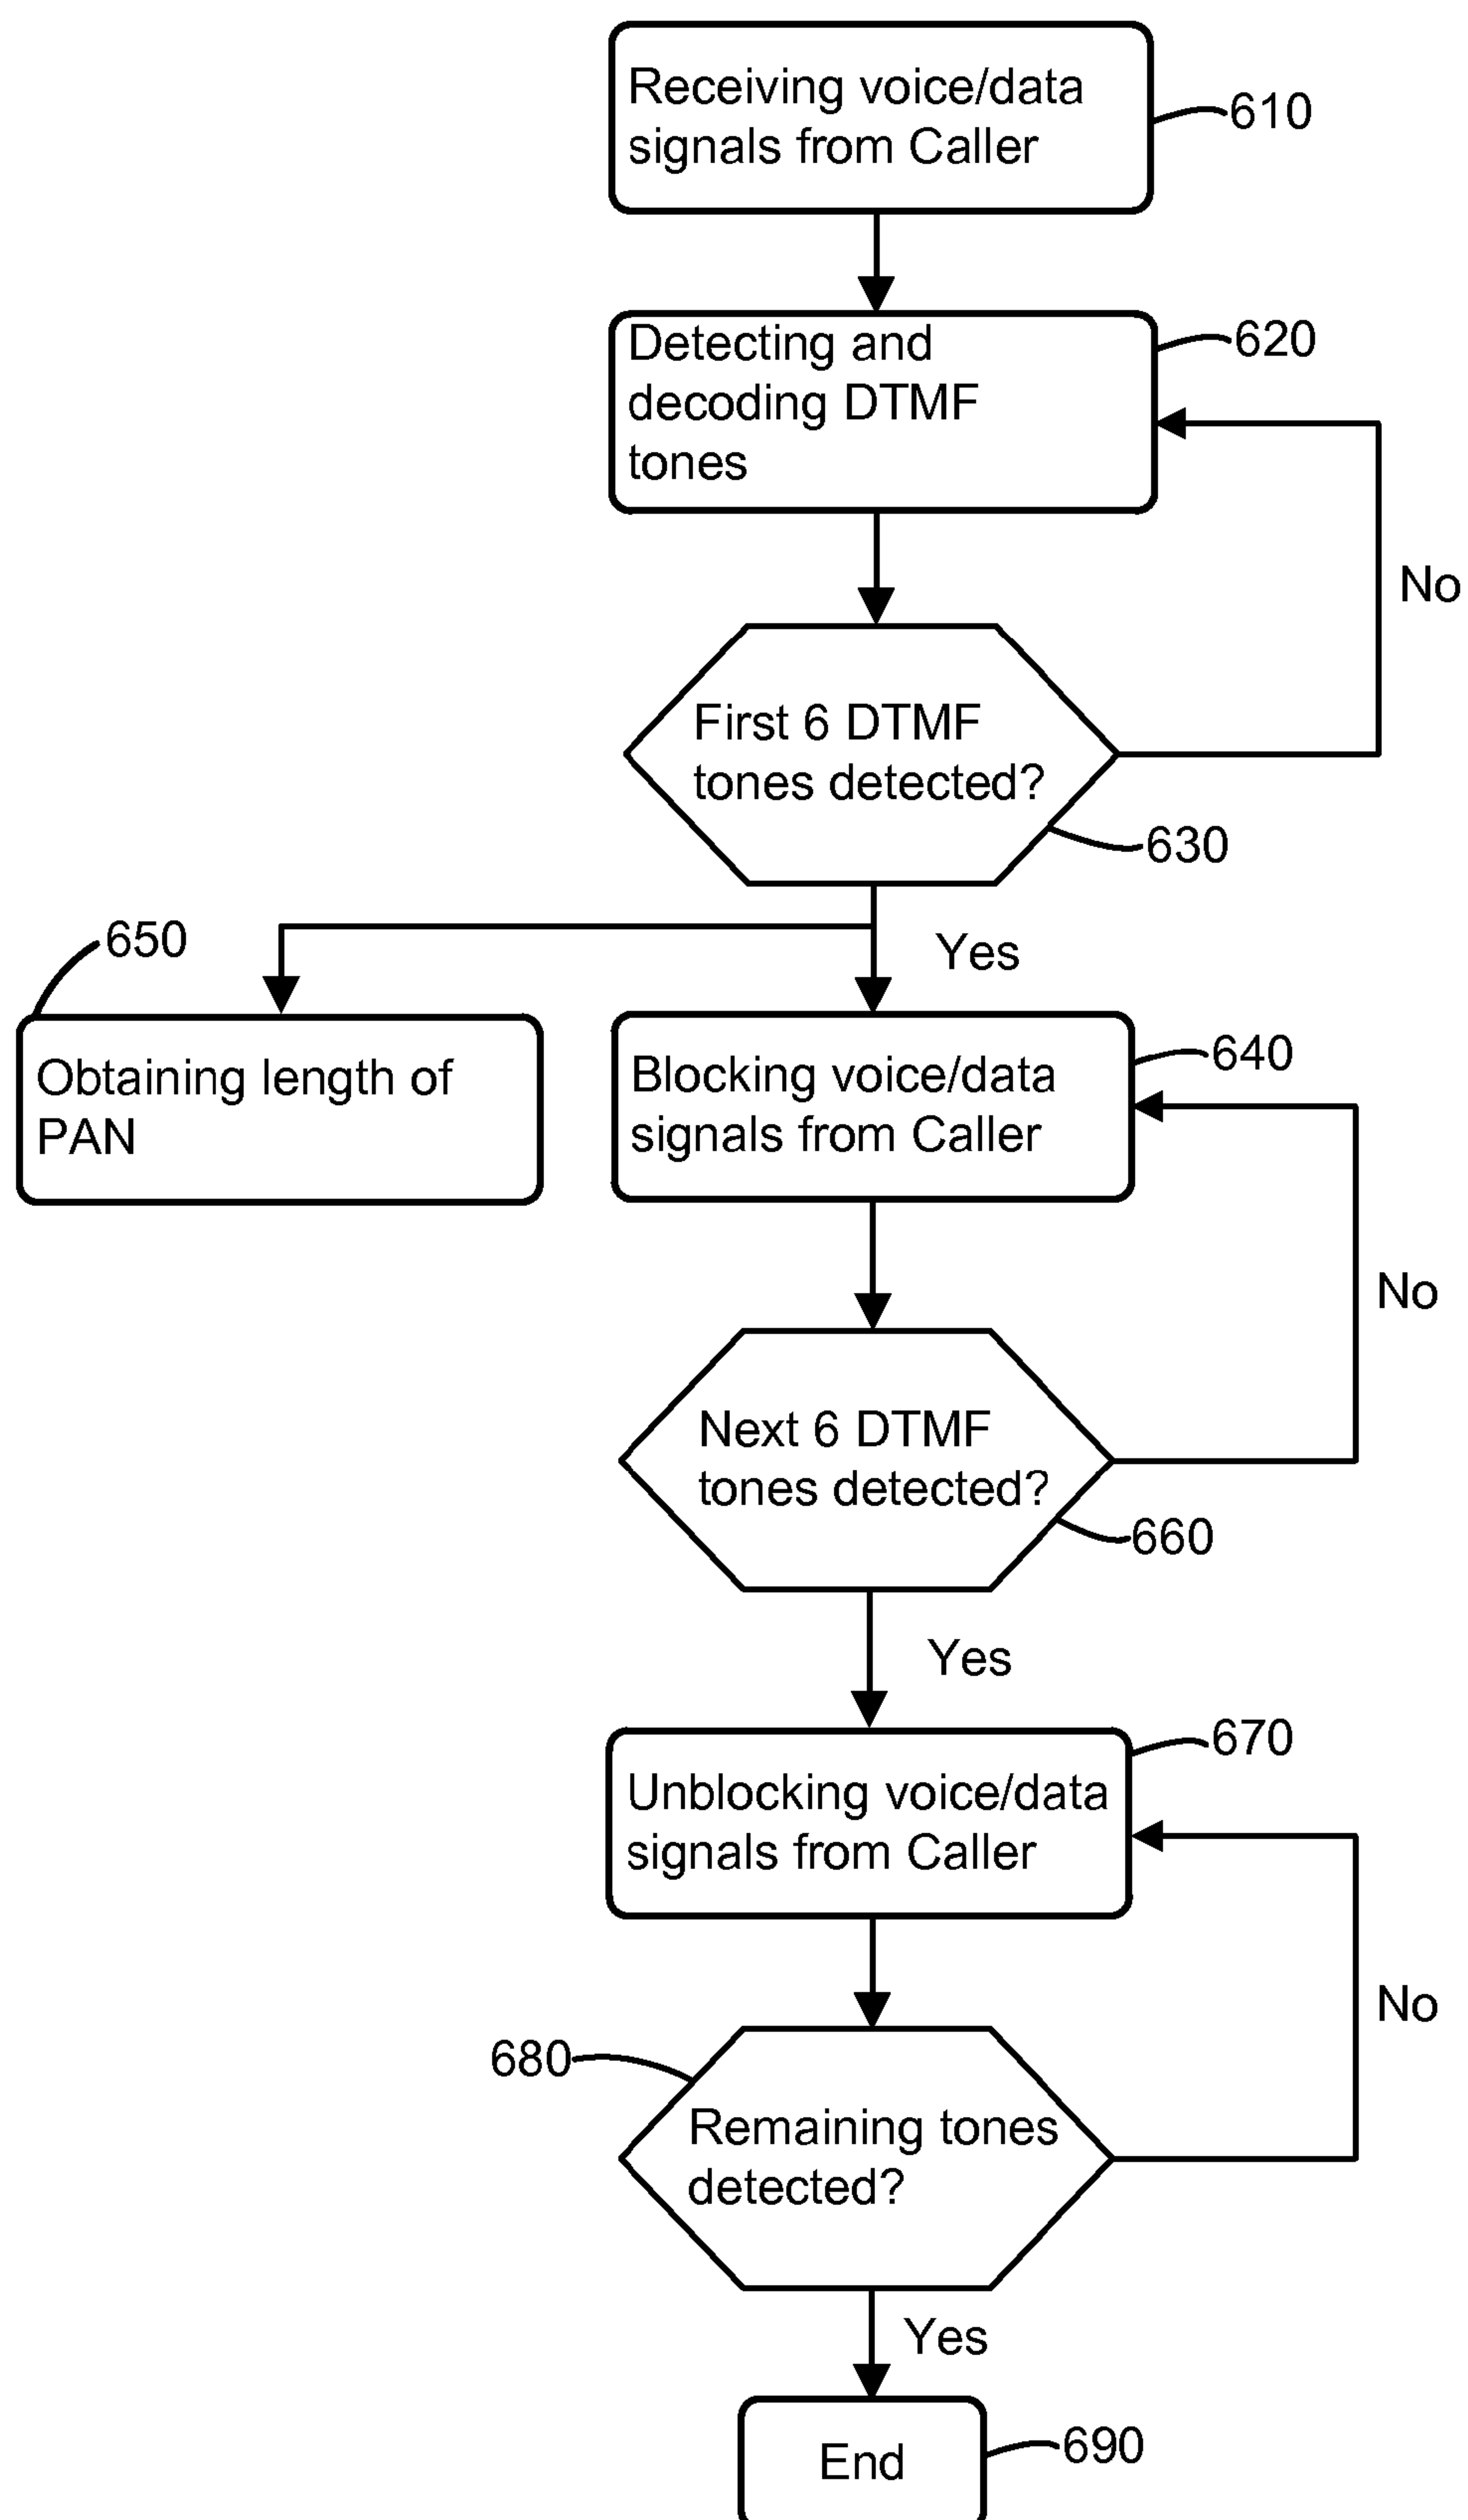 Receiving voice/data
signals from Caller
610
Detecting and
decoding DTMF
tones
620
No
First 6 DTMF
tones detected?
630
650
Yes
Obtaining length of
PAN
Blocking voice/data
signals from Caller
640
No
Next 6 DTMF
tones detected?
660
Yes
Unblocking voice/data
signals from Caller
670
No
680
Remaining tones
detected?
Yes
End
690